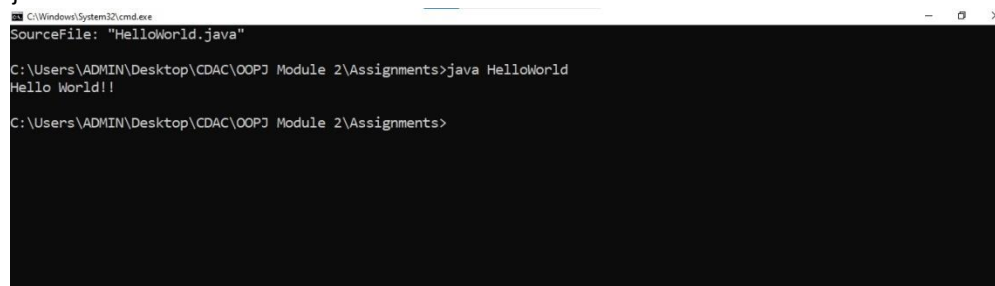 C:\Windows\System32\cmd.exe
SourceFile: "HelloWorld.java"
C:\Users\ADMIN\Desktop\CDAC\OOPJ Module 2\Assignments>java HelloWorld
Hello World!!
C:\Users\ADMIN\Desktop\CDAC\OOPJ Module 2\Assignments>